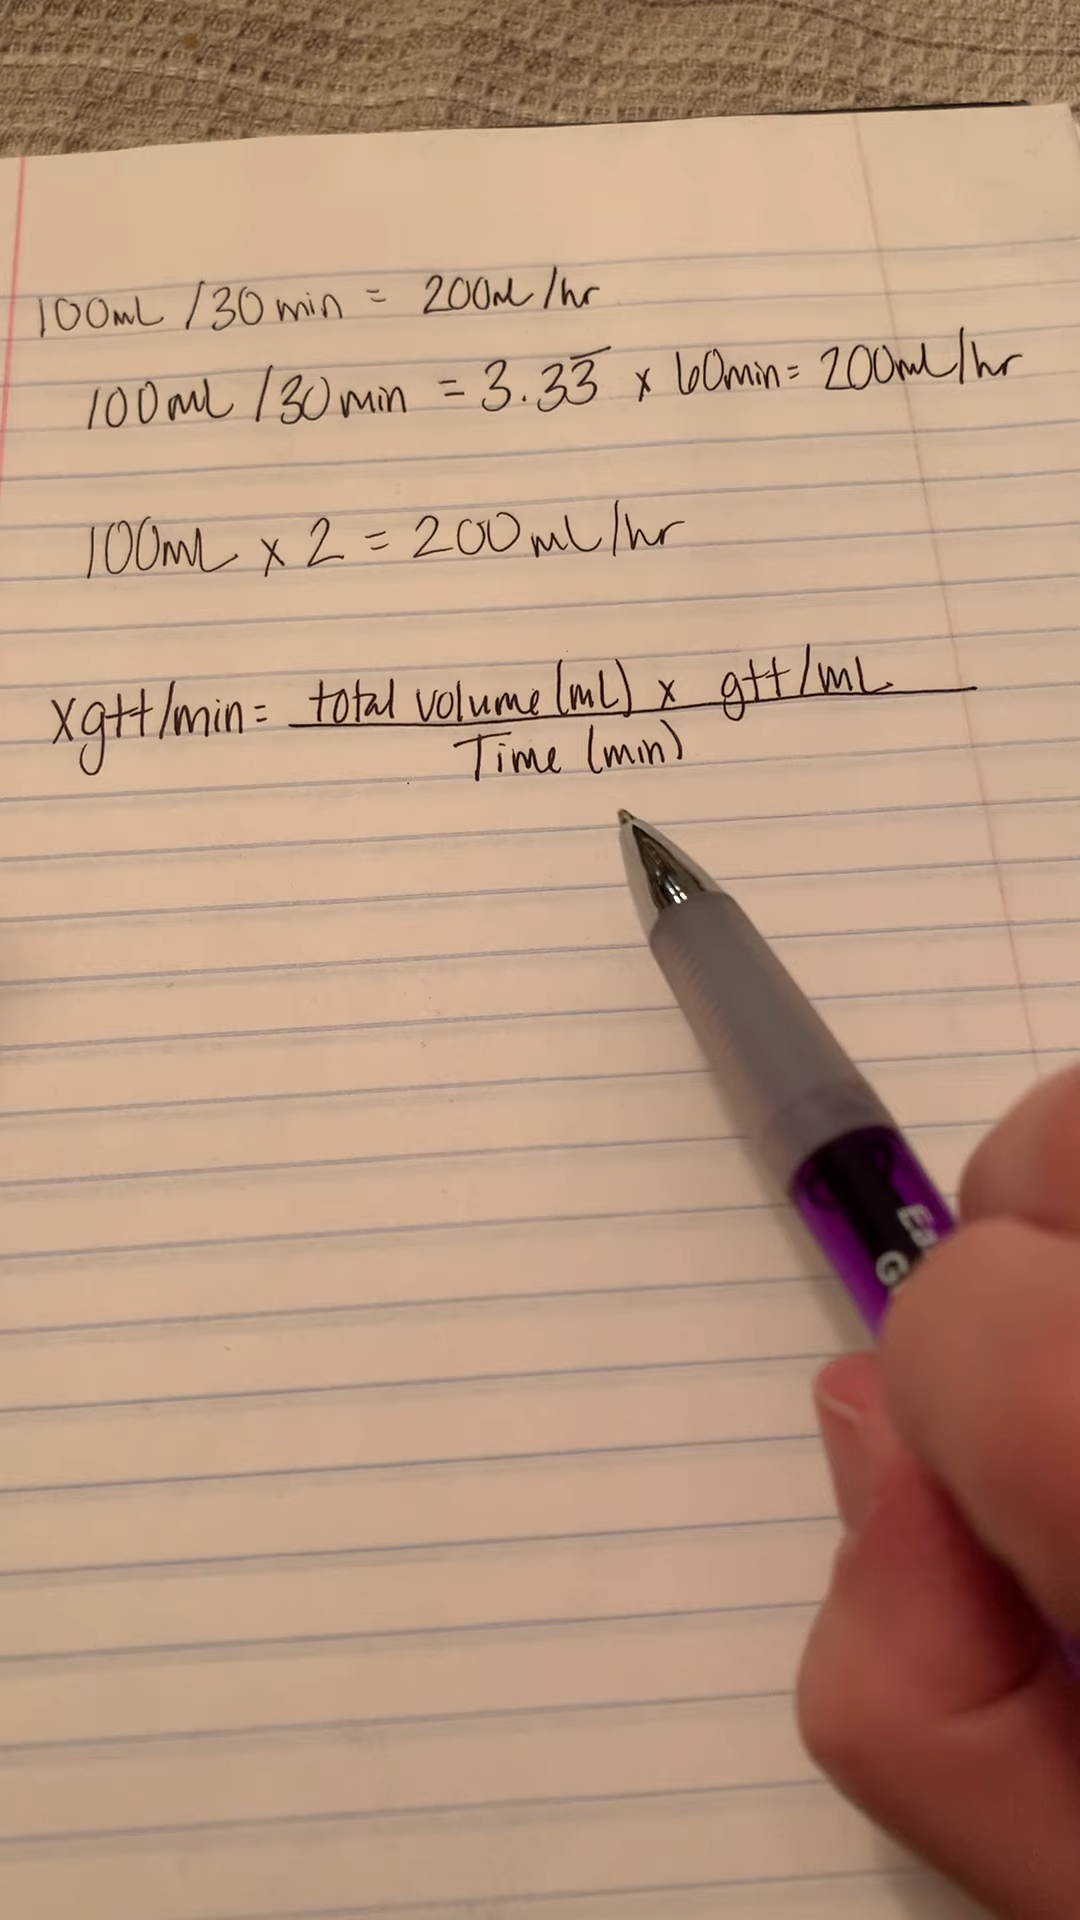 100mL /30 min = 200mL/hr
100mL /30 min = 3.33̅ x 60min = 200mL/hr
100mL x 2 = 200mL/hr
xgtt/min = total volume (mL) x gtt/mL
Time (min)